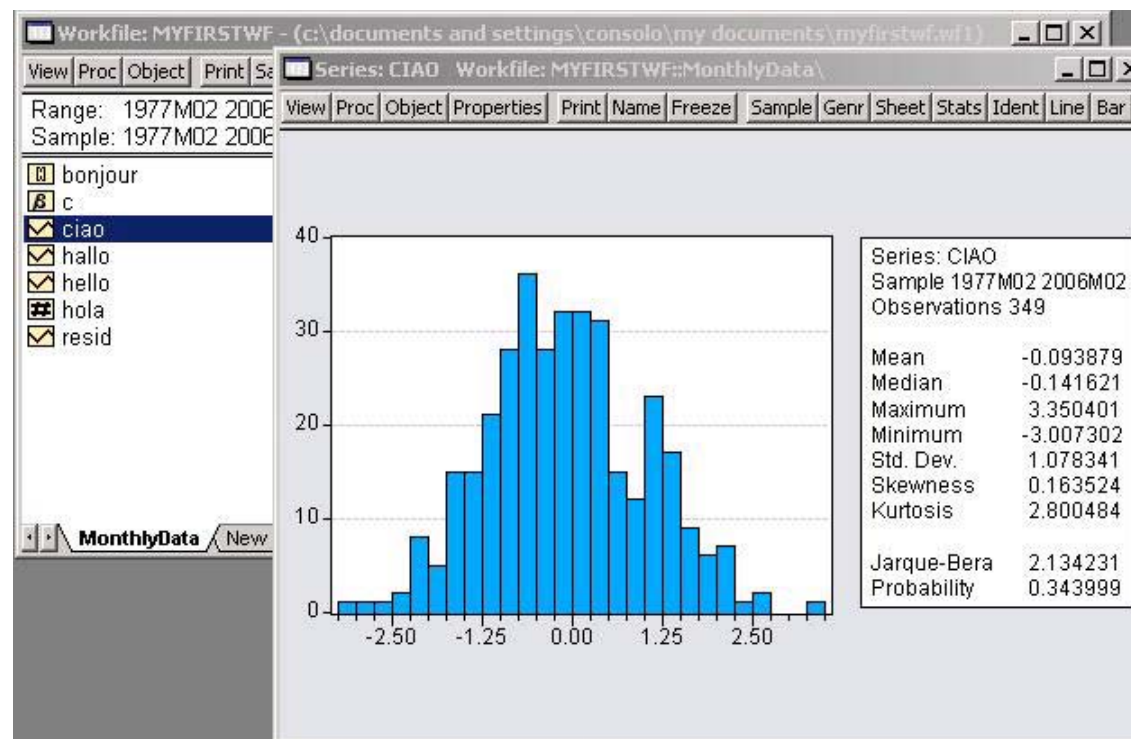 Workfile: MYFIRSTWF - (c:\documents and settings\consolo\my documents\myfirstwf.wf1)
View Proc Object Print
Range: 1977M02 2006
Sample: 1977M02 2006
bonjour
β c
ciao
hallo
hello
hola
resid
MonthlyData New
Series: CIAO Workfile: MYFIRSTWF::MonthlyData\
View Proc Object Properties Print Name Freeze Sample Genr Sheet Stats Ident Line Bar
40
30
20
10
0
-2.50 -1.25 0.00 1.25 2.50
Series: CIAO
Sample 1977M02 2006M02
Observations 349
Mean -0.093879
Median -0.141621
Maximum 3.350401
Minimum -3.007302
Std. Dev. 1.078341
Skewness 0.163524
Kurtosis 2.800484
Jarque-Bera 2.134231
Probability 0.343999